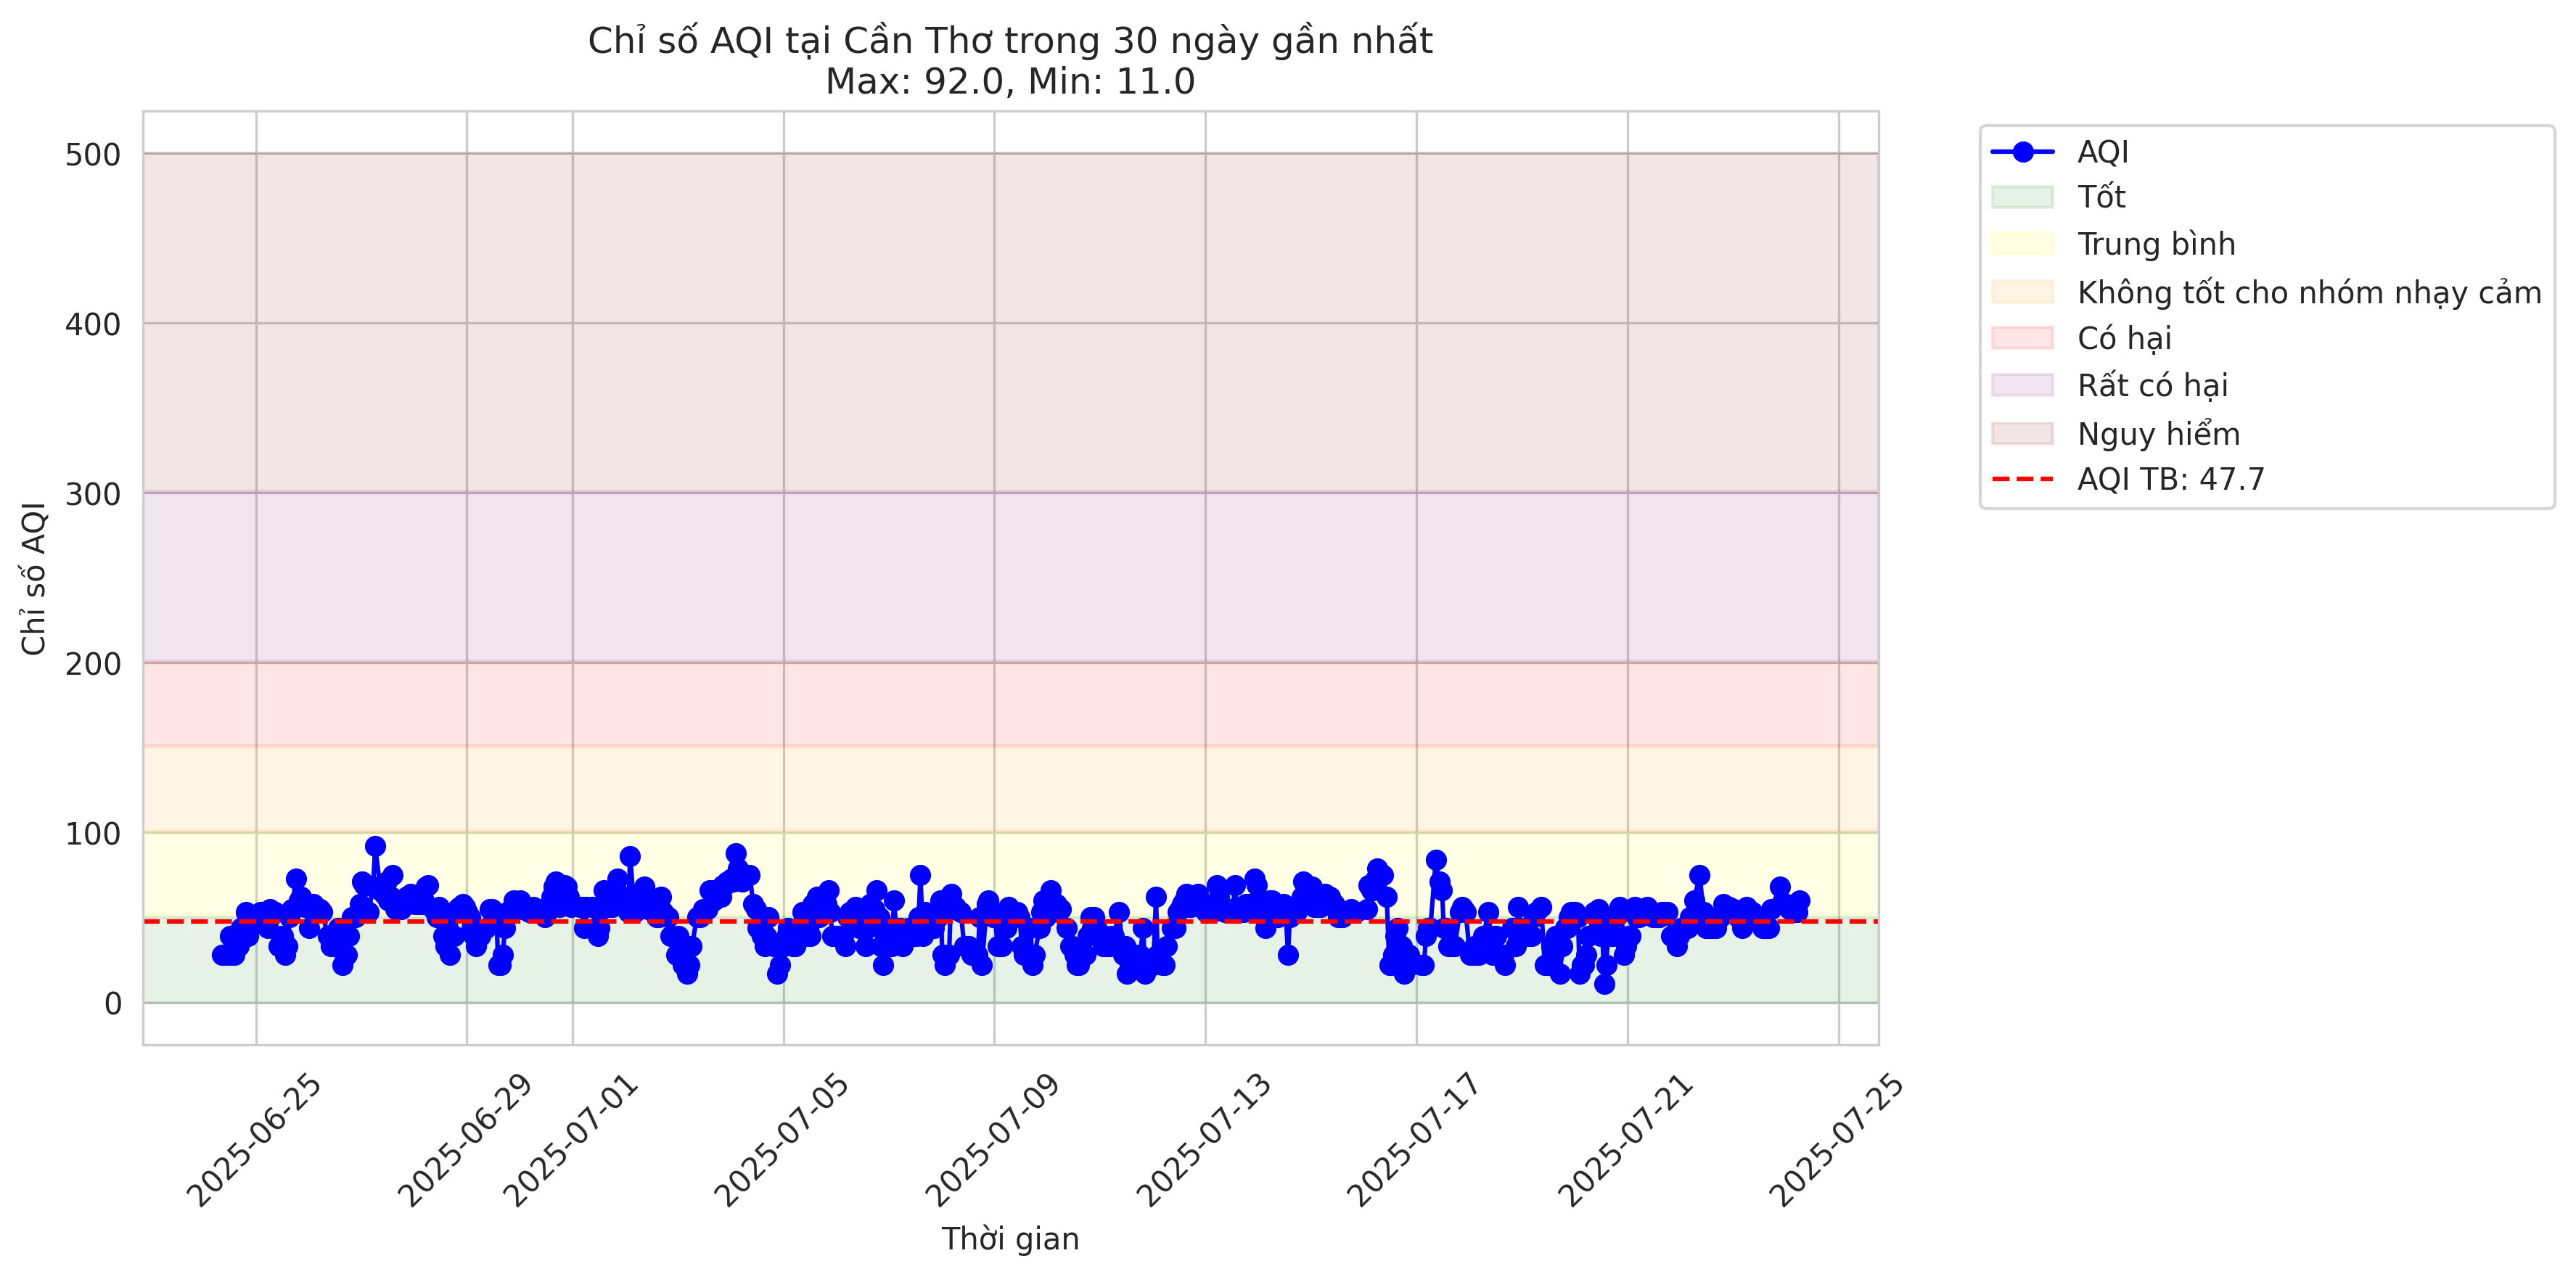 Chỉ số AQI tại Cần Thơ trong 30 ngày gần nhất
Max: 92.0, Min: 11.0
Chỉ số AQI
500
400
300
200
100
0
2025-06-25
2025-06-29
2025-07-01
2025-07-05
2025-07-09
2025-07-13
2025-07-17
2025-07-21
2025-07-25
Thời gian
AQI
Tốt
Trung bình
Không tốt cho nhóm nhạy cảm
Có hại
Rất có hại
Nguy hiểm
AQI TB: 47.7